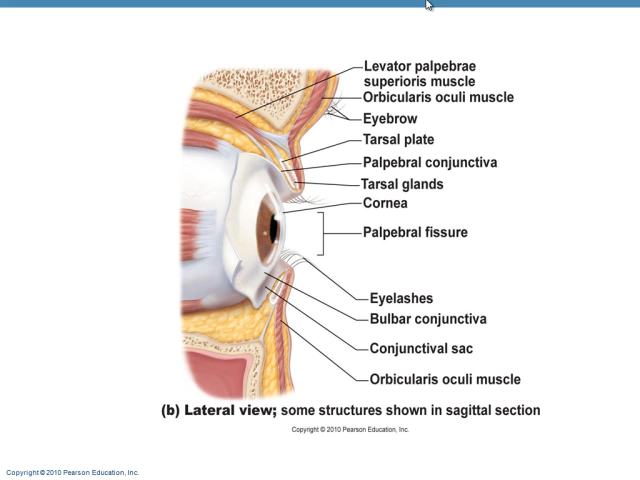 Levator palpebrae
superioris muscle
Orbicularis oculi muscle
Eyebrow
Tarsal plate
Palpebral conjunctiva
Tarsal glands
Cornea
Palpebral fissure
Eyelashes
Bulbar conjunctiva
Conjunctival sac
Orbicularis oculi muscle
(b) Lateral view; some structures shown in sagittal section
Copyright © 2010 Pearson Education, Inc.
Copyright © 2010 Pearson Education, Inc.